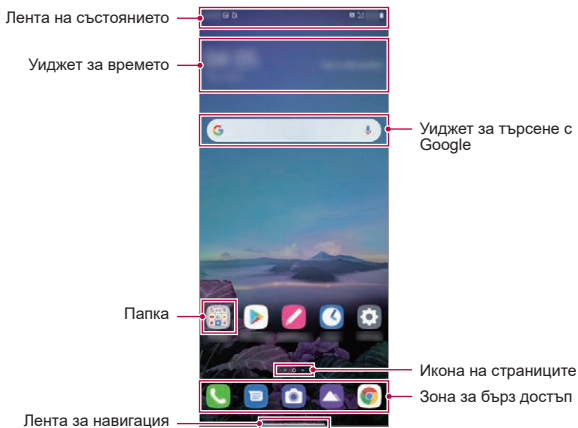 Лента на състоянието
Уиджет за времето
Уиджет за търсене с
Google
Папка
Икона на страниците
Зона за бърз достъп
Лента за навигация